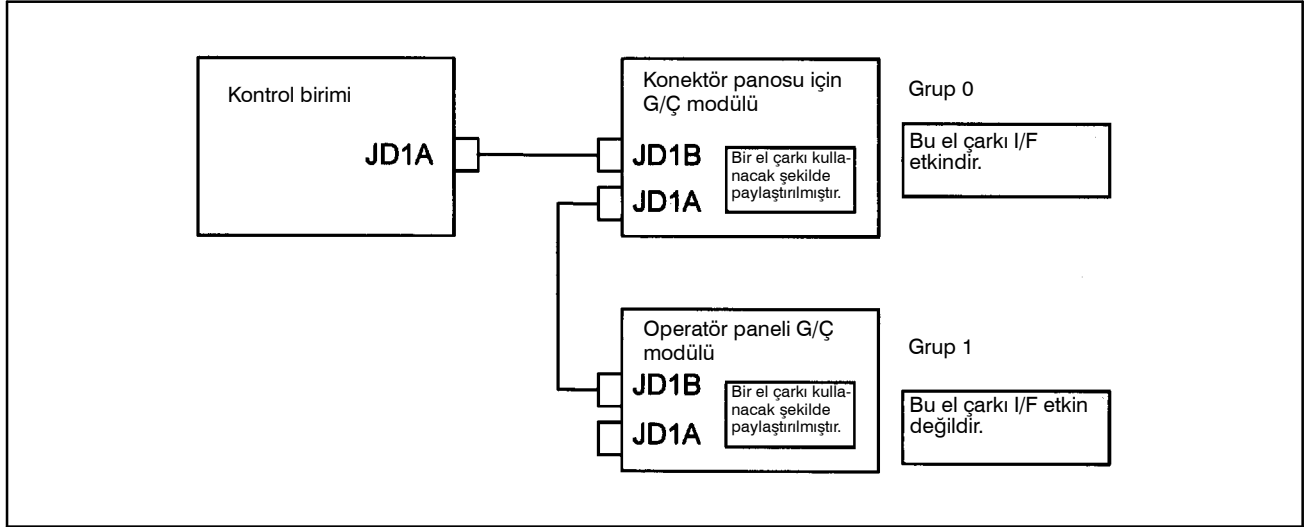 Kontrol birimi
JD1A
Konektör panosu için
G/Ç modülü
JD1B
JD1A
Bir el çarkı kulla-
nacak şekilde
paylaştırılmıştır.
Grup 0
Bu el çarkı I/F
etkindir.
Operatör paneli G/Ç
modülü
JD1B
JD1A
Bir el çarkı kulla-
nacak şekilde
paylaştırılmıştır.
Grup 1
Bu el çarkı I/F etkin
değildir.